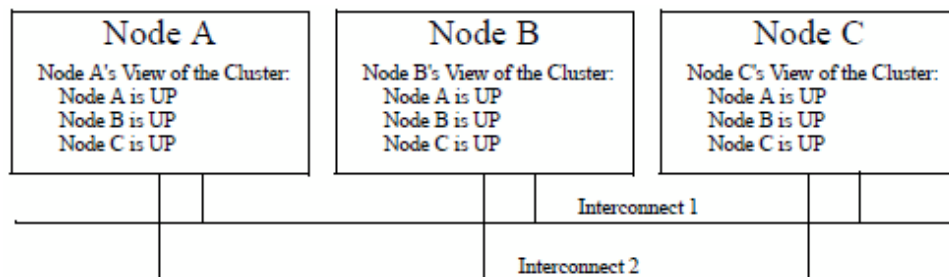 Node A
Node A's View of the Cluster:
Node A is UP
Node B is UP
Node C is UP
Node B
Node B's View of the Cluster:
Node A is UP
Node B is UP
Node C is UP
Node C
Node C's View of the Cluster:
Node A is UP
Node B is UP
Node C is UP
Interconnect 1
Interconnect 2